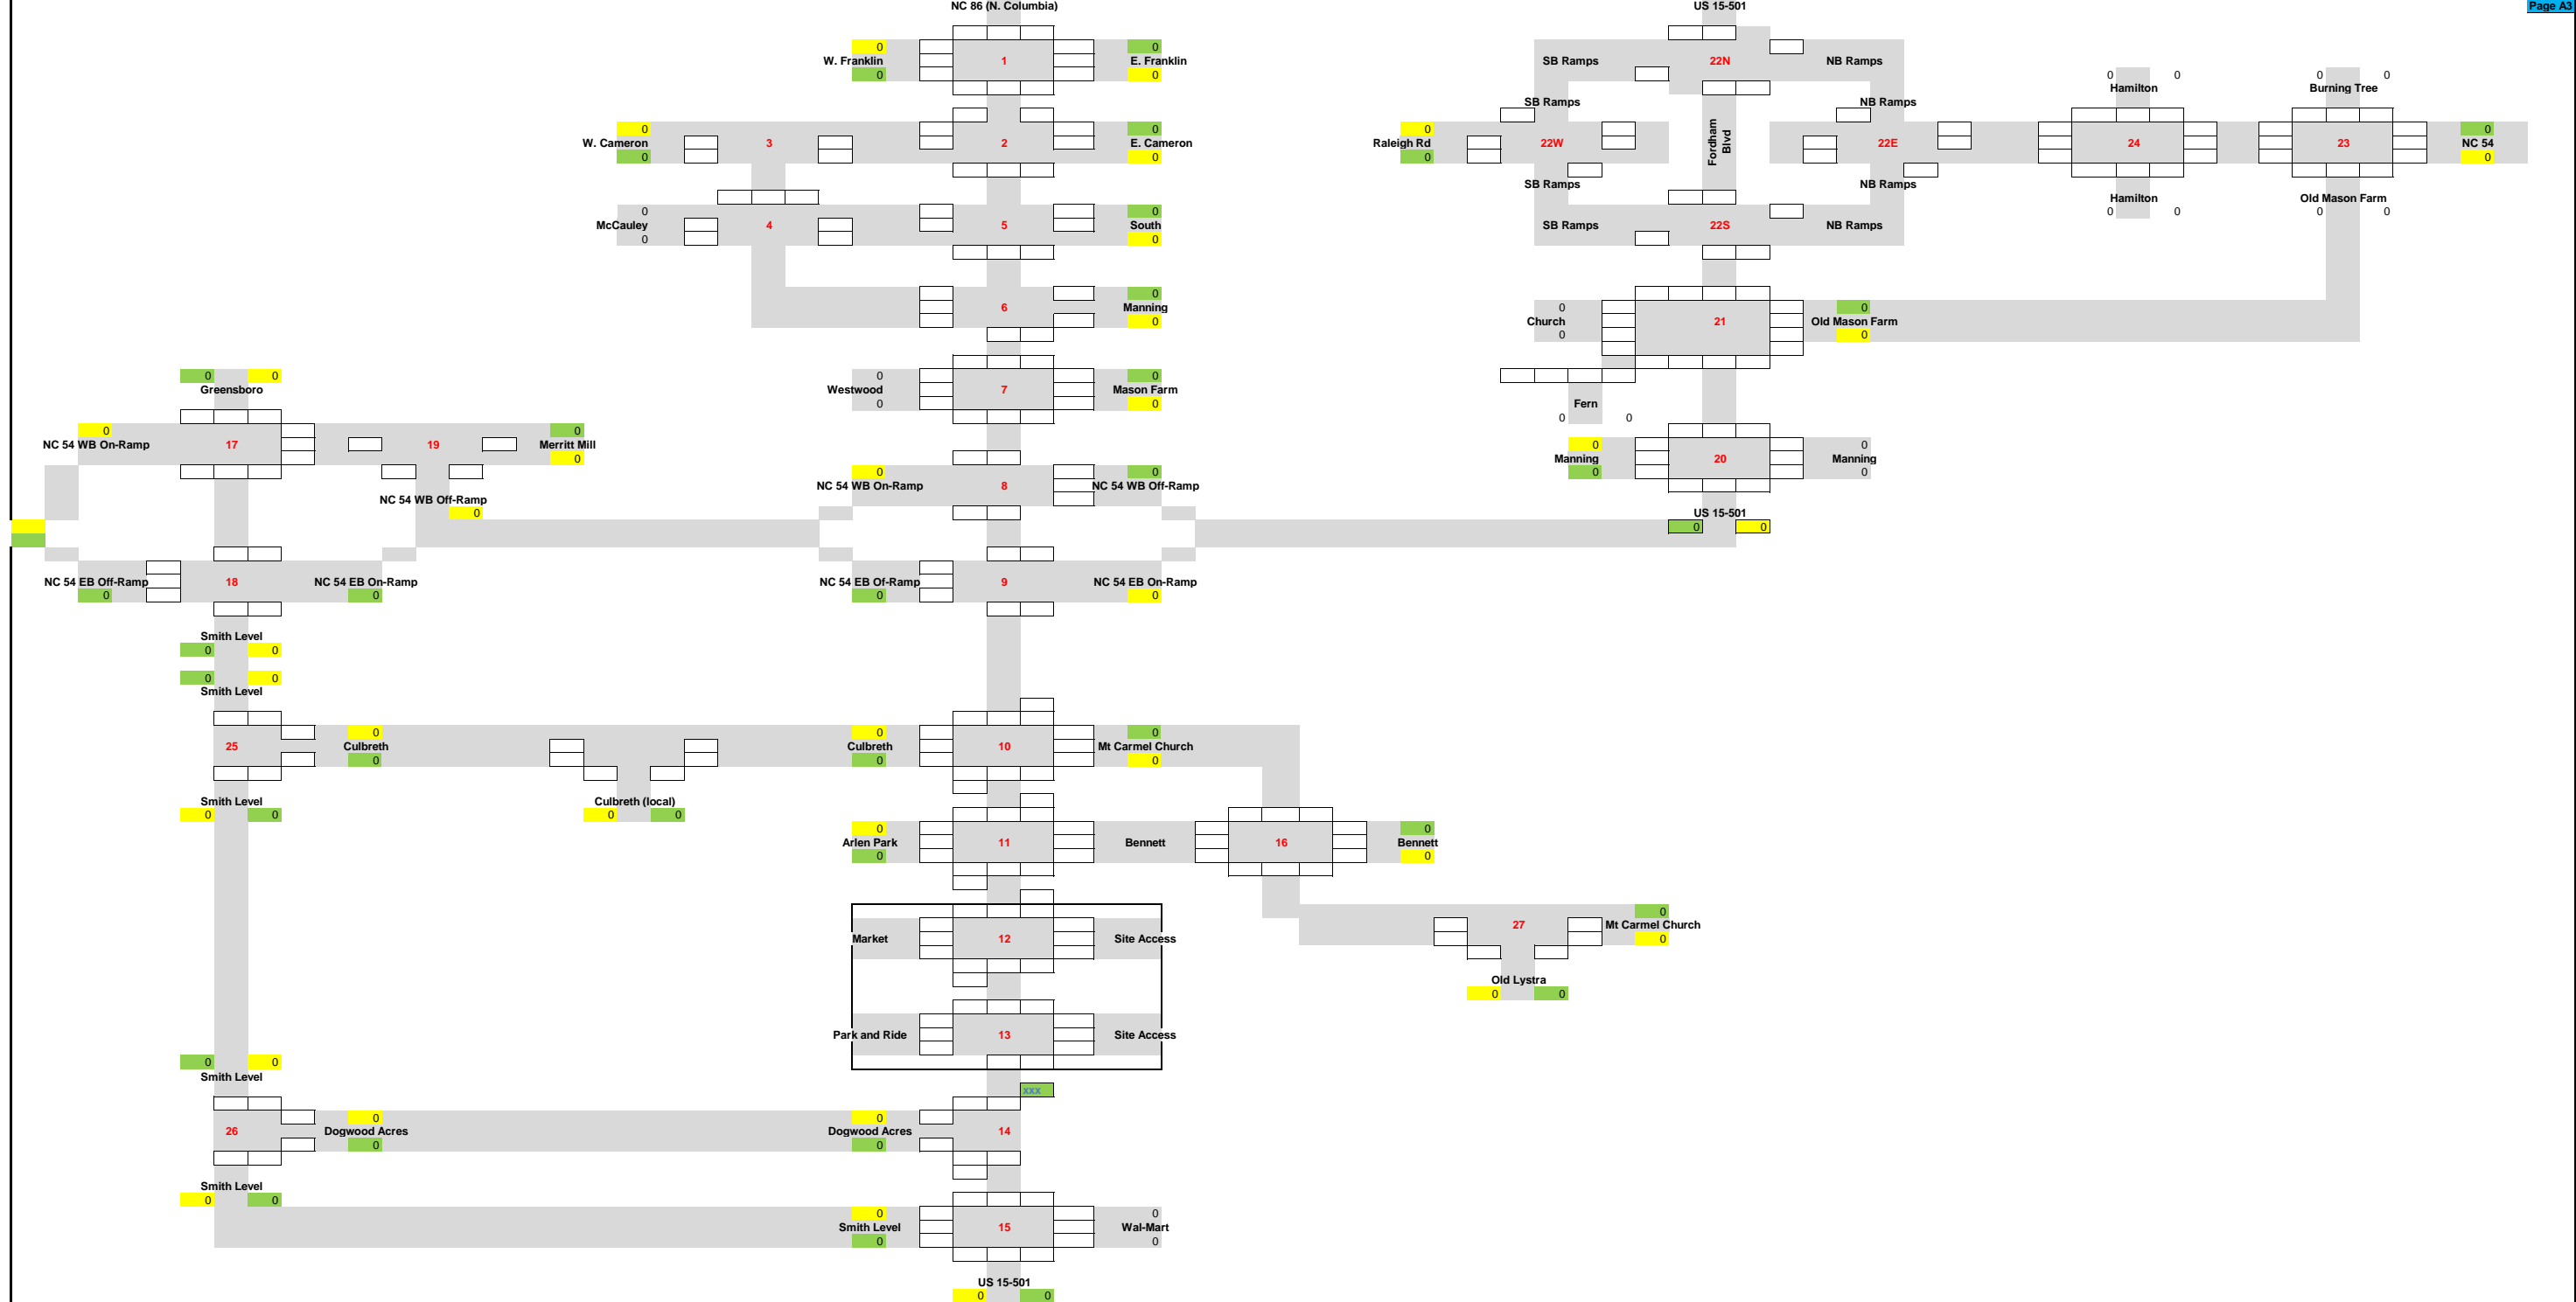 NC 86 (N. Columbia) US 15-501 Page A3
0 0
W. Franklin 1 E. Franklin SB Ramps 22N NB Ramps
0 0 0 0 0 0
Hamilton Burning Tree
SB Ramps NB Ramps
0 0 0 0
W. Cameron 3 2 E. Cameron Raleigh Rd 22W Fordham Blvd 22E 24 23 NC 54
0 0 0 0
SB Ramps NB Ramps
Hamilton Old Mason Farm
0 0 0 0 0 0
McCauley 4 5 South SB Ramps 22S NB Ramps
0 0
0
6 Manning
0
0 0
Church 21 Old Mason Farm
0 0
0 0 0 0
Greensboro Westwood 7 Mason Farm
0 0
Fern
0 0
0 0
NC 54 WB On-Ramp 17 19 Merritt Mill
0
0 0
Manning 20 Manning
0 0
0 0
NC 54 WB On-Ramp 8 NC 54 WB Off-Ramp
NC 54 WB Off-Ramp
0
US 15-501
0 0
NC 54 EB Off-Ramp 18 NC 54 EB On-Ramp NC 54 EB Of-Ramp 9 NC 54 EB On-Ramp
0 0 0 0
Smith Level
0 0
0 0
Smith Level
0 0 0
25 Culbreth Culbreth 10 Mt Carmel Church
0 0 0
Smith Level Culbreth (local)
0 0 0 0
0 0
Arlen Park 11 Bennett 16 Bennett
0 0
0
27 Mt Carmel Church
0
Market 12 Site Access
Old Lystra
0 0
Park and Ride 13 Site Access
0 0
Smith Level
xxx
0 0
26 Dogwood Acres Dogwood Acres 14
0 0
Smith Level
0 0
0 0
Smith Level 15 Wal-Mart
0 0
US 15-501
0 0